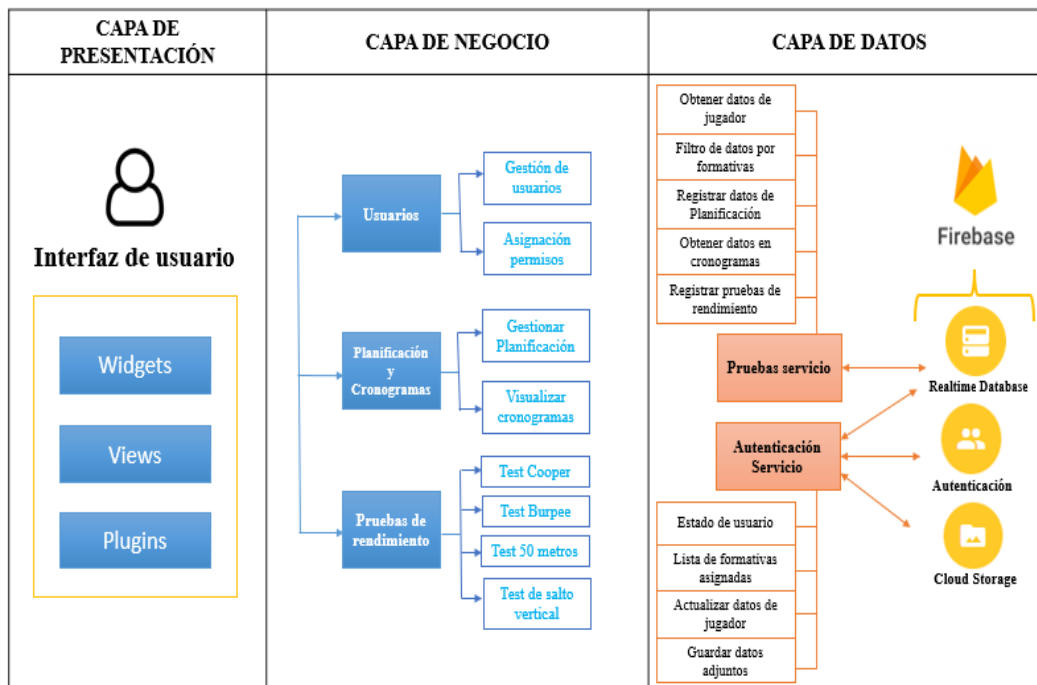 CAPA DE
PRESENTACIÓN
CAPA DE NEGOCIO
CAPA DE DATOS
Interfaz de usuario
Widgets
Views
Plugins
Usuarios
Gestión de
usuarios
Asignación
permisos
Planificación
y
Cronogramas
Gestionar
Planificación
Visualizar
cronogramas
Pruebas de
rendimiento
Test Cooper
Test Burpee
Test 50 metros
Test de salto
vertical
Obtener datos de
jugador
Filtro de datos por
formativas
Registrar datos de
Planificación
Obtener datos en
cronogramas
Registrar pruebas de
rendimiento
Pruebas servicio
Autenticación
Servicio
Estado de usuario
Lista de formativas
asignadas
Actualizar datos de
jugador
Guardar datos
adjuntos
Firebase
Realtime Database
Autenticación
Cloud Storage